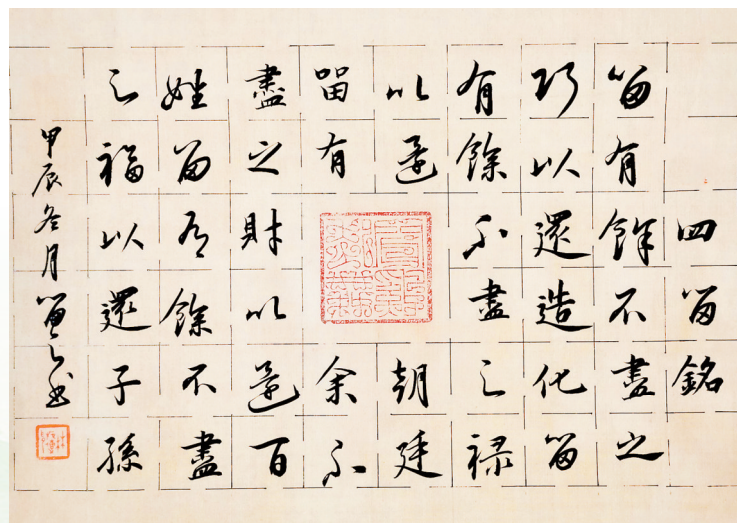 四留銘
留有餘不盡之
巧以還造化留
有餘不盡之禄
以還朝廷
留有余不
盡之財以還百
姓留有餘不盡
之福以還子孫
甲辰冬月